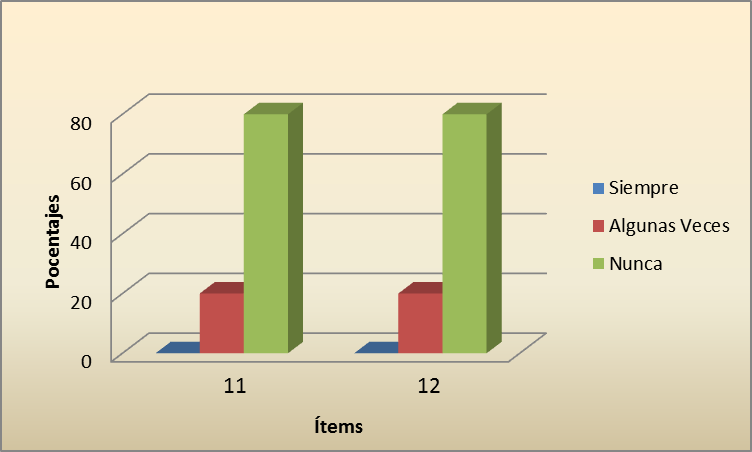 Pocentajes
80
60
40
20
0
11
12
Ítems
Siempre
Algunas Veces
Nunca